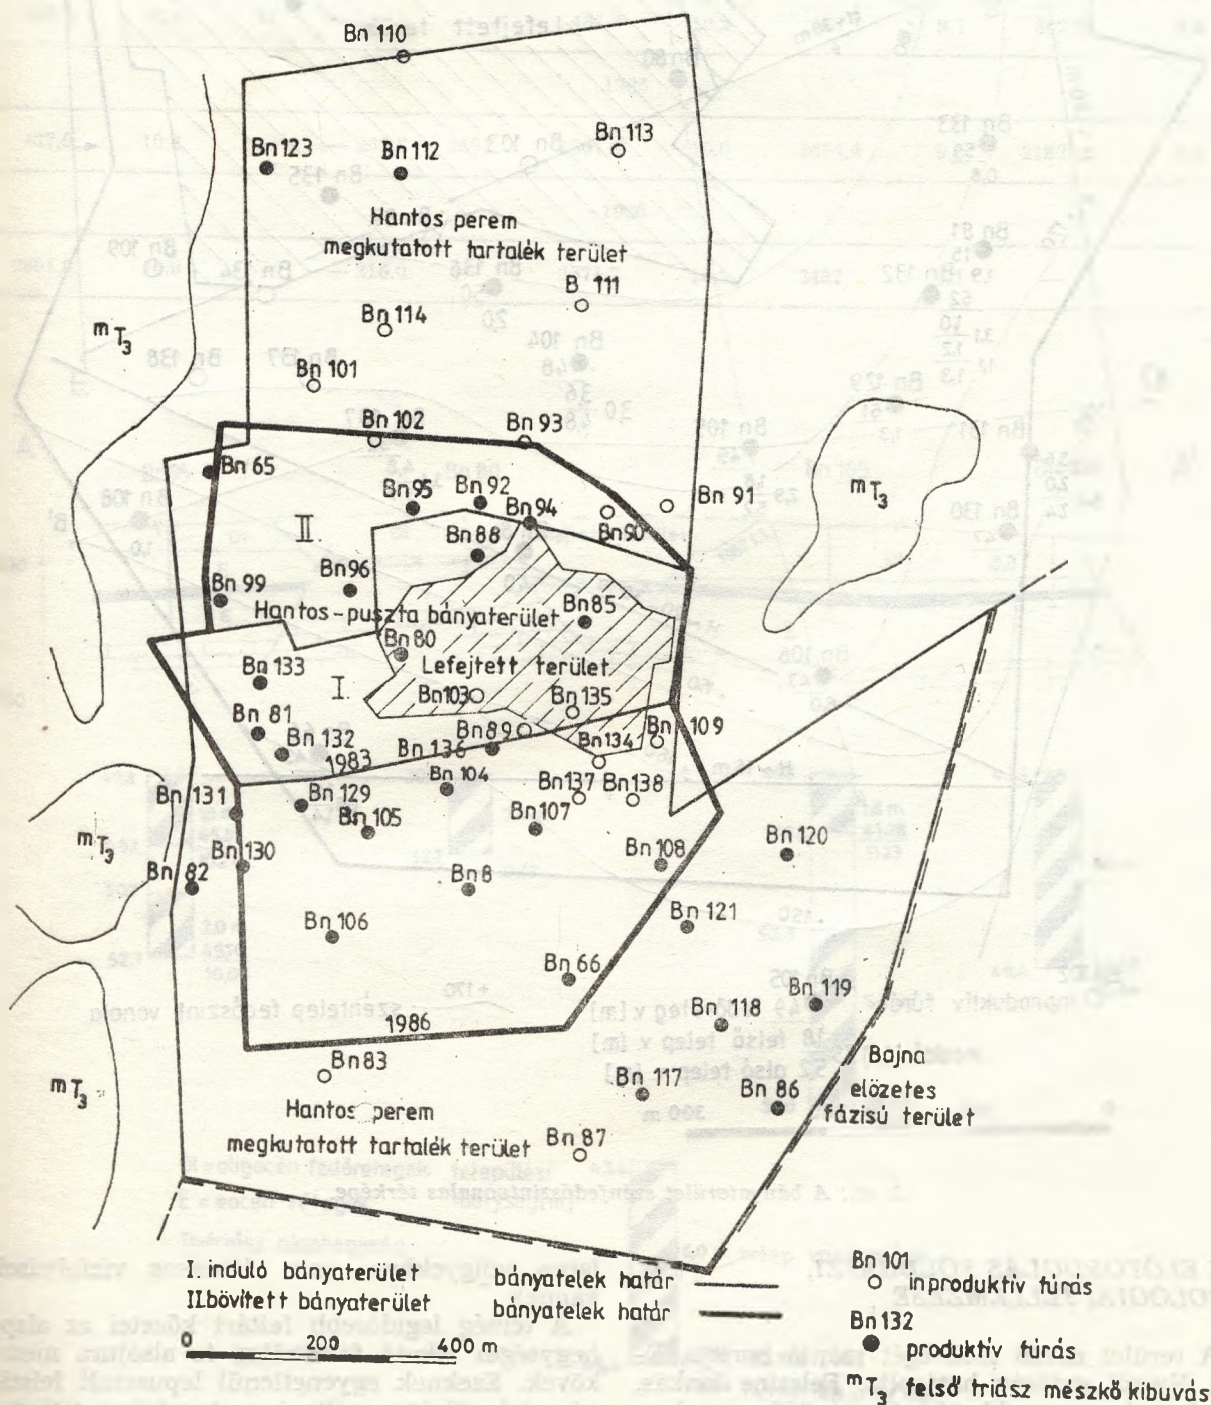 Bn 110
Bn 113
Bn 123
Bn 112
Hantos perem
megkutatott tartalék terület
B 111
Bn 114
mT3
Bn 101
Bn 102
Bn 93
Bn 65
Bn 95
Bn 92
Bn 94
Bn 90
Bn 91
mT3
II.
Bn 88
Bn 96
Bn 99
Hantos-puszta bányaterület
Bn 85
Bn 80
Lefejtett terület
Bn 133
I.
Bn 103
Bn 135
Bn 81
Bn 132
1983
Bn 136
Bn 89
Bn 134
Bn 109
Bn 104
Bn 137
Bn 138
Bn 131
Bn 129
Bn 105
Bn 107
mT3
Bn 130
Bn 82
Bn 8
Bn 108
Bn 120
Bn 106
Bn 121
Bn 66
Bn 119
Bn 118
1986
Bn 83
mT3
Bn 117
Bn 86
Bajna
előzetes
fázisú terület
Hantos perem
megkutatott tartalék terület
Bn 87
I. induló bányaterület bányatelek határ
II. bövített bányaterület bányatelek határ
0 200 400 m
Bn 101
inproduktív fúrás
Bn 132
produktív fúrás
mT3 felső triász mészkő kibuvás